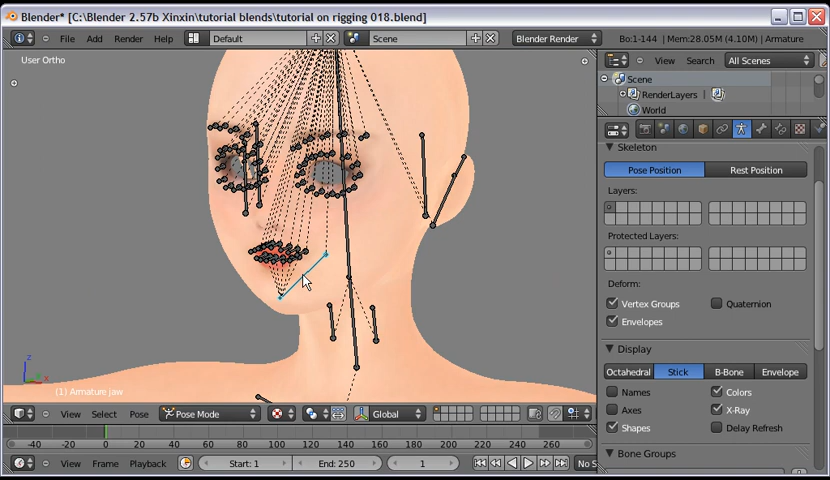 Blender* [C:\Blender 2.57b Xinxin\tutorial blends\tutorial on rigging 018.blend]
File Add Render Help Default Scene Blender Render Bo:1-144 | Mem:28.05M (4.10M) | Armature
User Ortho
View Search All Scenes
Scene
RenderLayers
World
Skeleton
Pose Position Rest Position
Layers:
Protected Layers:
Deform:
Vertex Groups Quaternion
Envelopes
Display
Octahedral Stick B-Bone Envelope
Names Colors
Axes X-Ray
Shapes Delay Refresh
Bone Groups
z
x
(1) Armature jaw
View Select Pose Pose Mode Global
-40 -20 0 20 40 60 80 100 120 140 160 180 200 220 240 260
View Frame Playback Start: 1 End: 250 1 No S